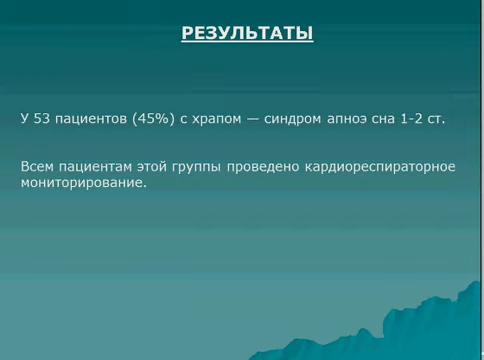 РЕЗУЛЬТАТЫ
У 53 пациентов (45%) с храпом — синдром апноэ сна 1-2 ст.
Всем пациентам этой группы проведено кардиореспираторное
мониторирование.